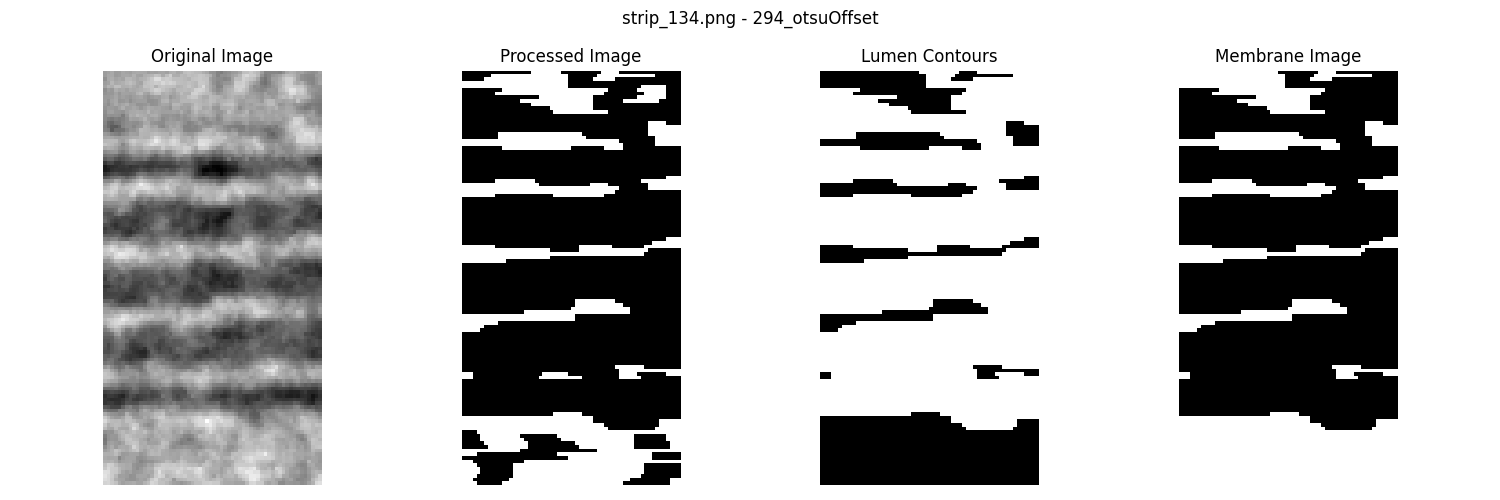 strip_134.png - 294_otsuOffset
Original Image
Processed Image
Lumen Contours
Membrane Image